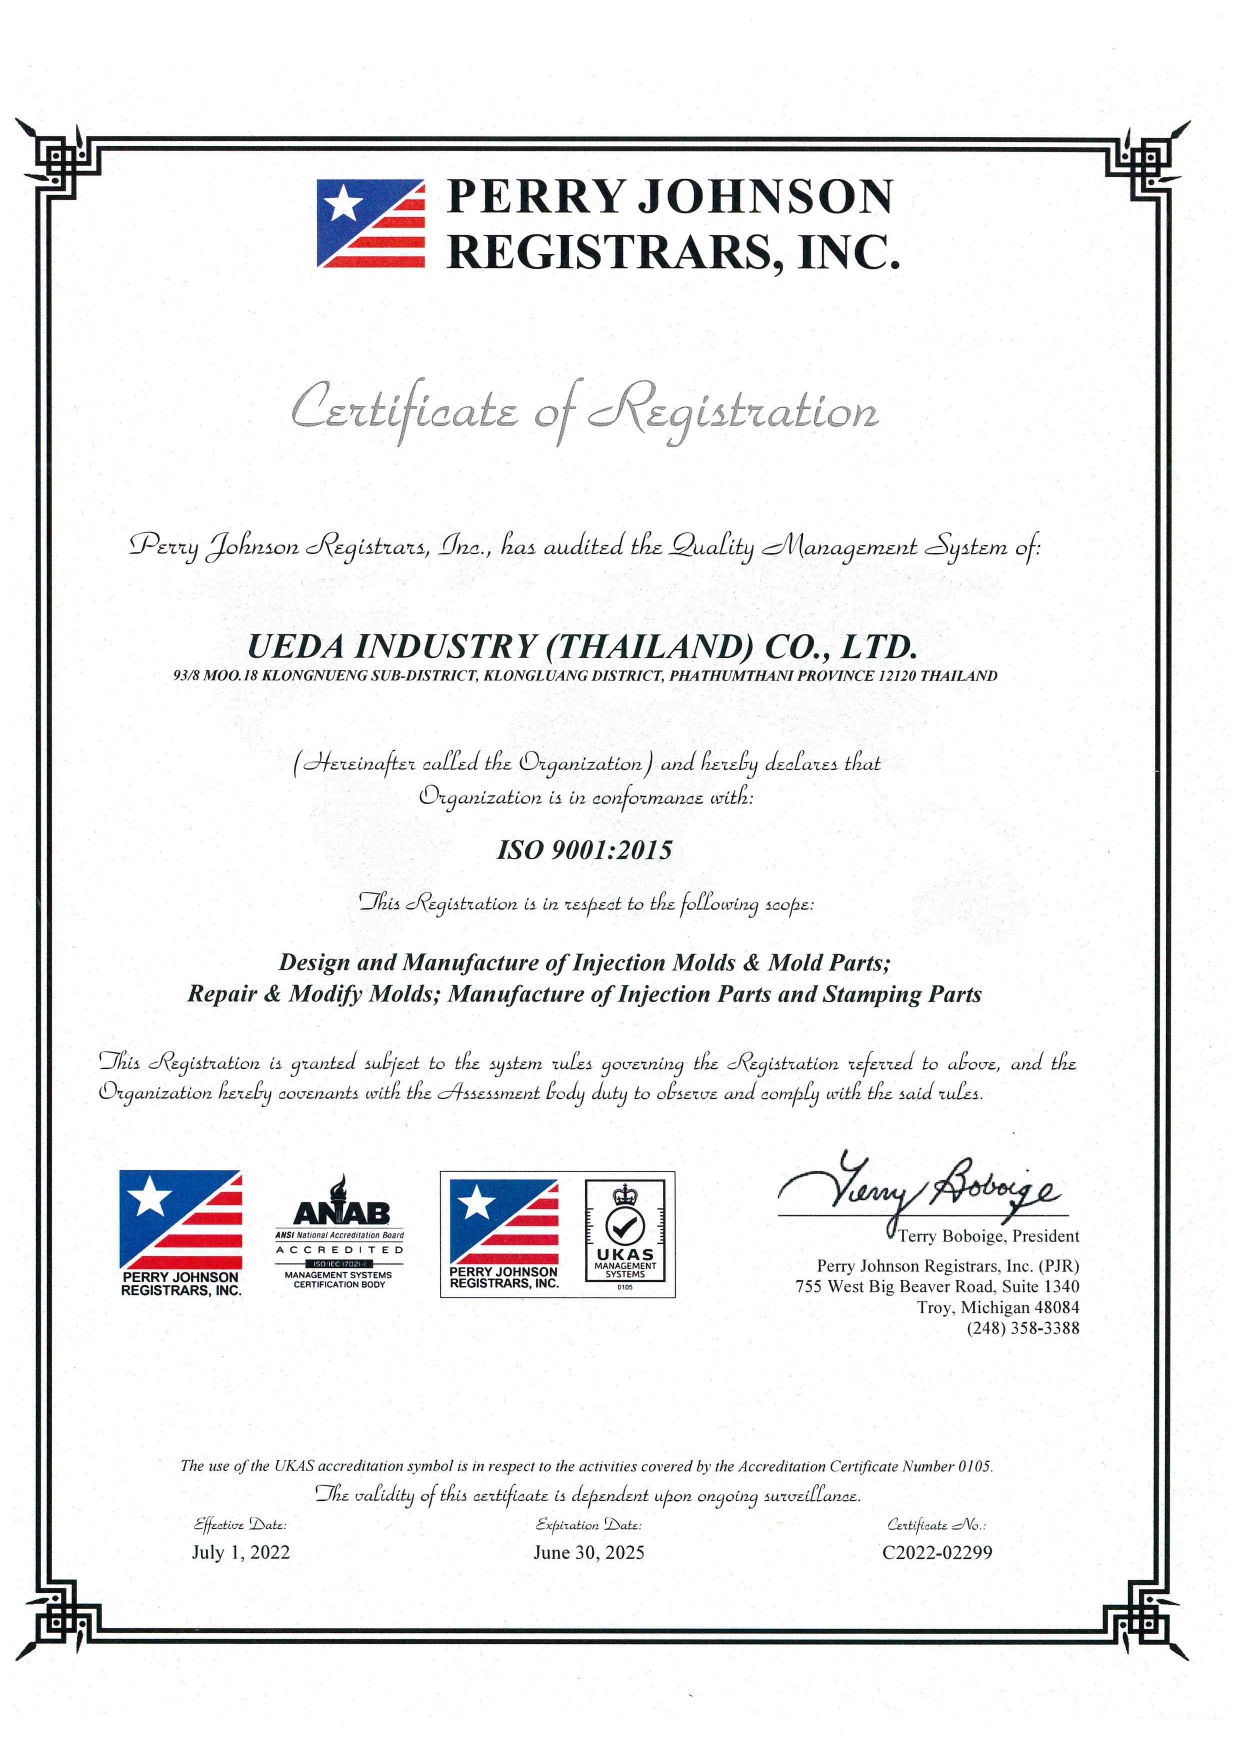 PERRY JOHNSON
REGISTRARS, INC.
Certificate of Registration
Perry Johnson Registrars, Inc., has audited the Quality Management System of:
UEDA INDUSTRY (THAILAND) CO., LTD.
93/8 MOO.18 KLONGNUENG SUB-DISTRICT, KLONGLUANG DISTRICT, PHATHUMTHANI PROVINCE 12120 THAILAND
(Hereinafter called the Organization) and hereby declares that
Organization is in conformance with:
ISO 9001:2015
This Registration is in respect to the following scope:
Design and Manufacture of Injection Molds & Mold Parts;
Repair & Modify Molds; Manufacture of Injection Parts and Stamping Parts
This Registration is granted subject to the system rules governing the Registration referred to above, and the
Organization hereby covenants with the Assessment body duty to observe and comply with the said rules.
PERRY JOHNSON
REGISTRARS, INC.
ANAB
ANSI National Accreditation Board
ACCREDITED
ISO/IEC 17021-1
MANAGEMENT SYSTEMS
CERTIFICATION BODY
PERRY JOHNSON
REGISTRARS, INC.
UKAS
MANAGEMENT
SYSTEMS
0105
Terry Boboige
Terry Boboige, President
Perry Johnson Registrars, Inc. (PJR)
755 West Big Beaver Road, Suite 1340
Troy, Michigan 48084
(248) 358-3388
The use of the UKAS accreditation symbol is in respect to the activities covered by the Accreditation Certificate Number 0105.
The validity of this certificate is dependent upon ongoing surveillance.
Effective Date: Expiration Date: Certificate No.:
July 1, 2022 June 30, 2025 C2022-02299